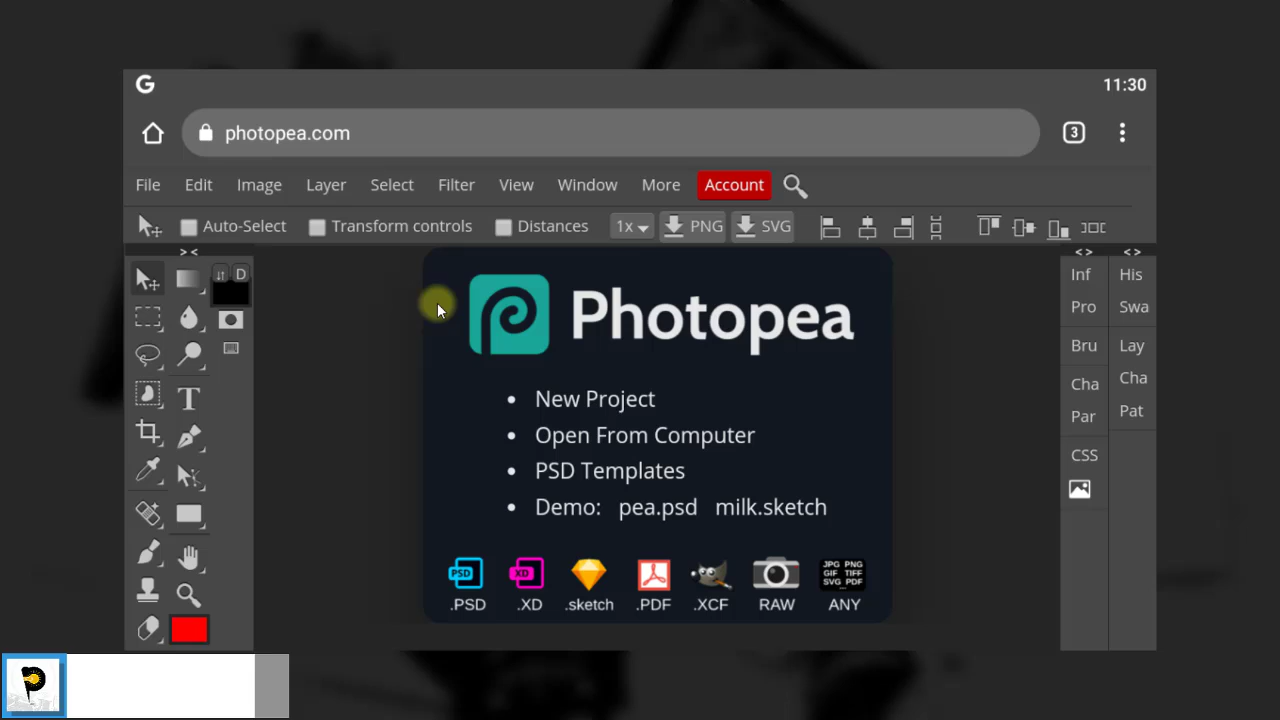 11:30
photopea.com
3
File Edit Image Layer Select Filter View Window More Account
Auto-Select Transform controls Distances 1x PNG SVG
> < < > < >
D
Inf His
Pro Swa
Photopea
Bru Lay
Cha Cha
Par Pat
New Project
Open From Computer
CSS
PSD Templates
Demo: pea.psd milk.sketch
T
PSD XD JPG PNG
GIF TIFF
SVG PDF
.PSD .XD .sketch .PDF .XCF RAW ANY